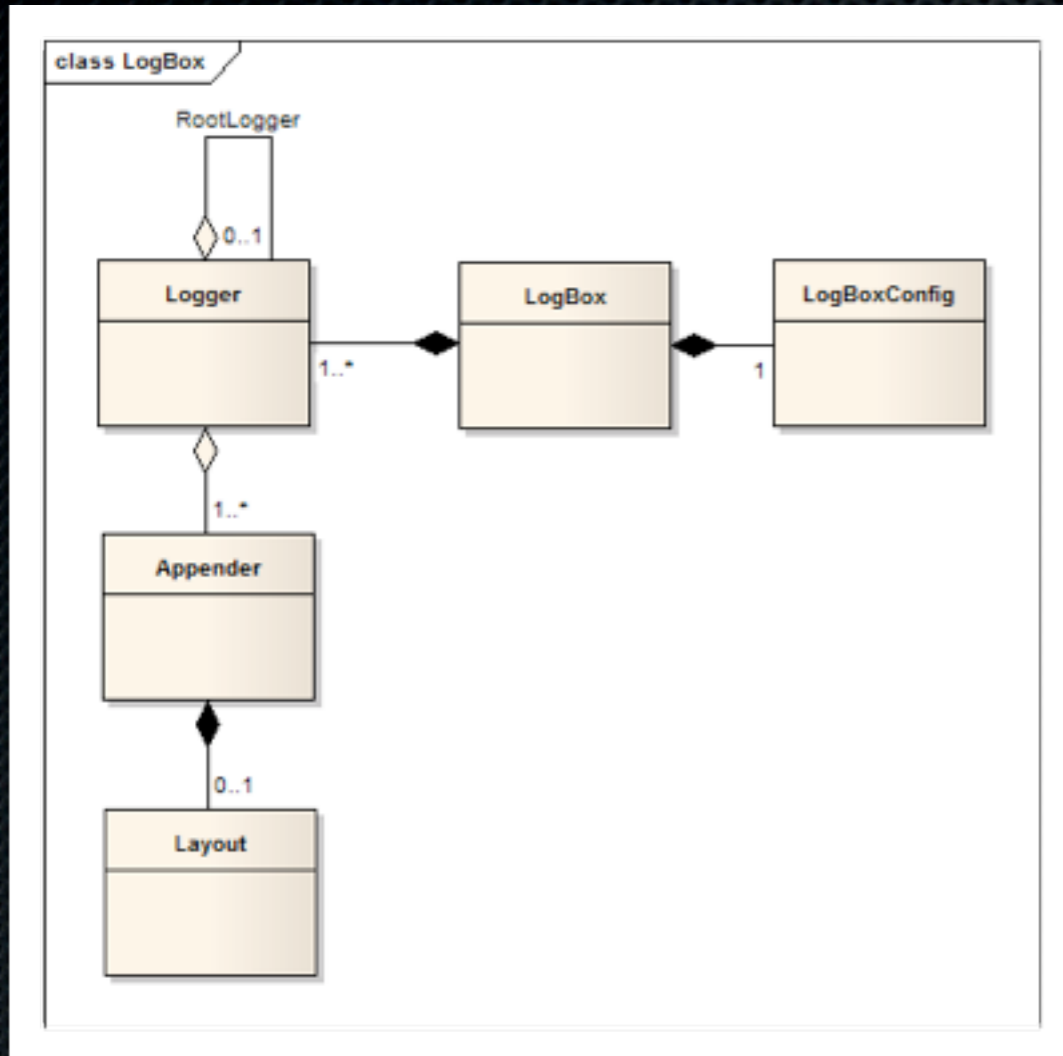 class LogBox
RootLogger
0..1
Logger
LogBox
LogBoxConfig
1..*
1
1..*
Appender
0..1
Layout